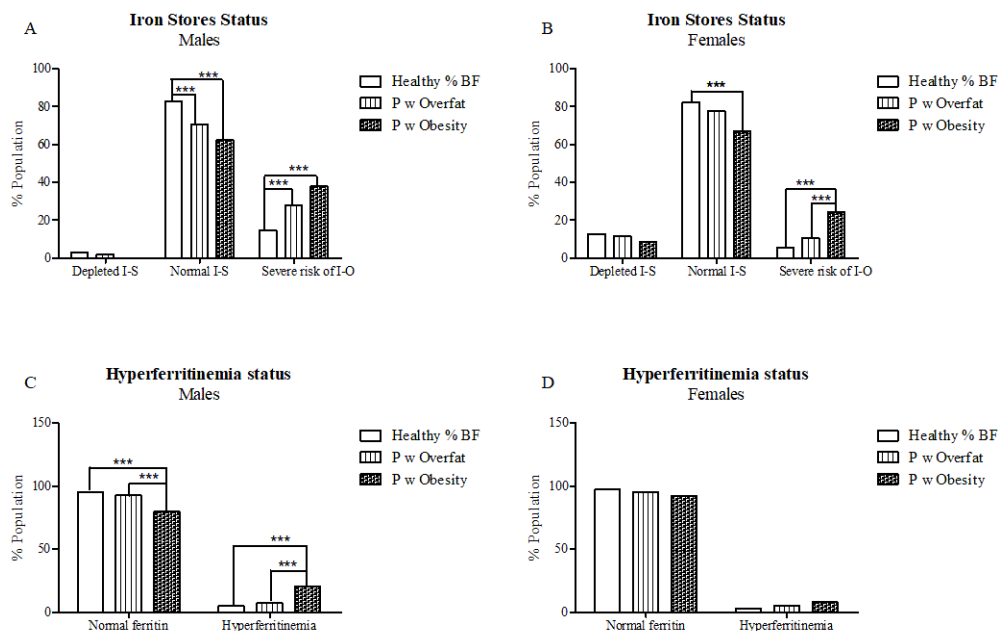 A
Iron Stores Status
Males
100
80
60
40
20
0
% Population
***
***
***
***
Depleted I-S
Normal I-S
Severe risk of I-O
Healthy % BF
P w Overfat
P w Obesity
B
Iron Stores Status
Females
100
80
60
40
20
0
% Population
***
***
***
Depleted I-S
Normal I-S
Severe risk of I-O
Healthy % BF
P w Overfat
P w Obesity
C
Hyperferritinemia status
Males
150
100
50
0
% Population
***
***
***
***
Normal ferritin
Hyperferritinemia
Healthy % BF
P w Overfat
P w Obesity
D
Hyperferritinemia status
Females
150
100
50
0
% Population
Normal ferritin
Hyperferritinemia
Healthy % BF
P w Overfat
P w Obesity